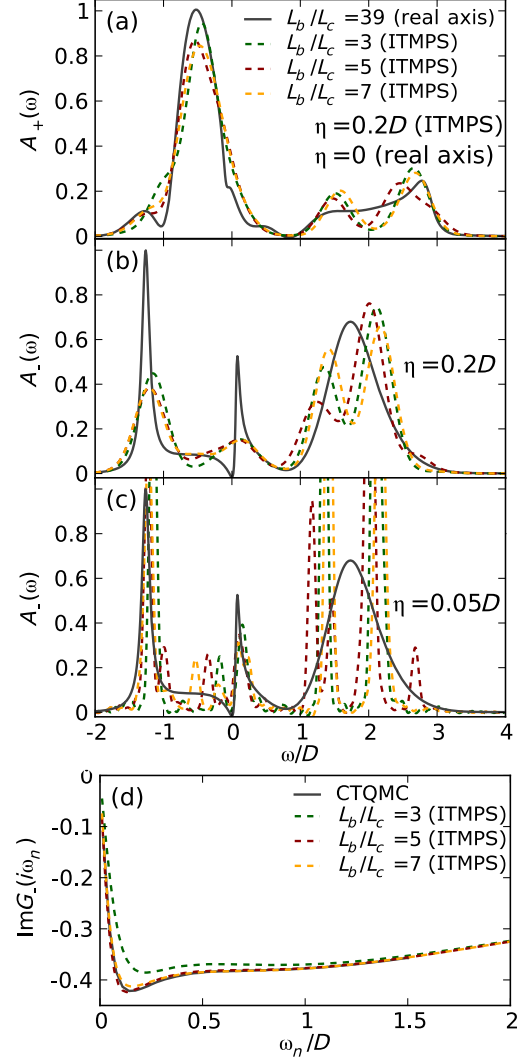 (a)
L_b/L_c =39 (real axis)
L_b/L_c =3 (ITMPS)
L_b/L_c =5 (ITMPS)
L_b/L_c =7 (ITMPS)
η=0.2D (ITMPS)
η=0 (real axis)
A_+(ω)
1
0.8
0.6
0.4
0.2
0
(b)
η=0.2D
A_-(ω)
0.8
0.6
0.4
0.2
0
(c)
η=0.05D
A_-(ω)
0.8
0.6
0.4
0.2
0
-2 -1 0 1 2 3 4
ω/D
(d)
CTQMC
L_b/L_c =3 (ITMPS)
L_b/L_c =5 (ITMPS)
L_b/L_c =7 (ITMPS)
ImG_-(iω_n)
0
-0.1
-0.2
-0.3
-0.4
0 0.5 1 1.5 2
ω_n/D